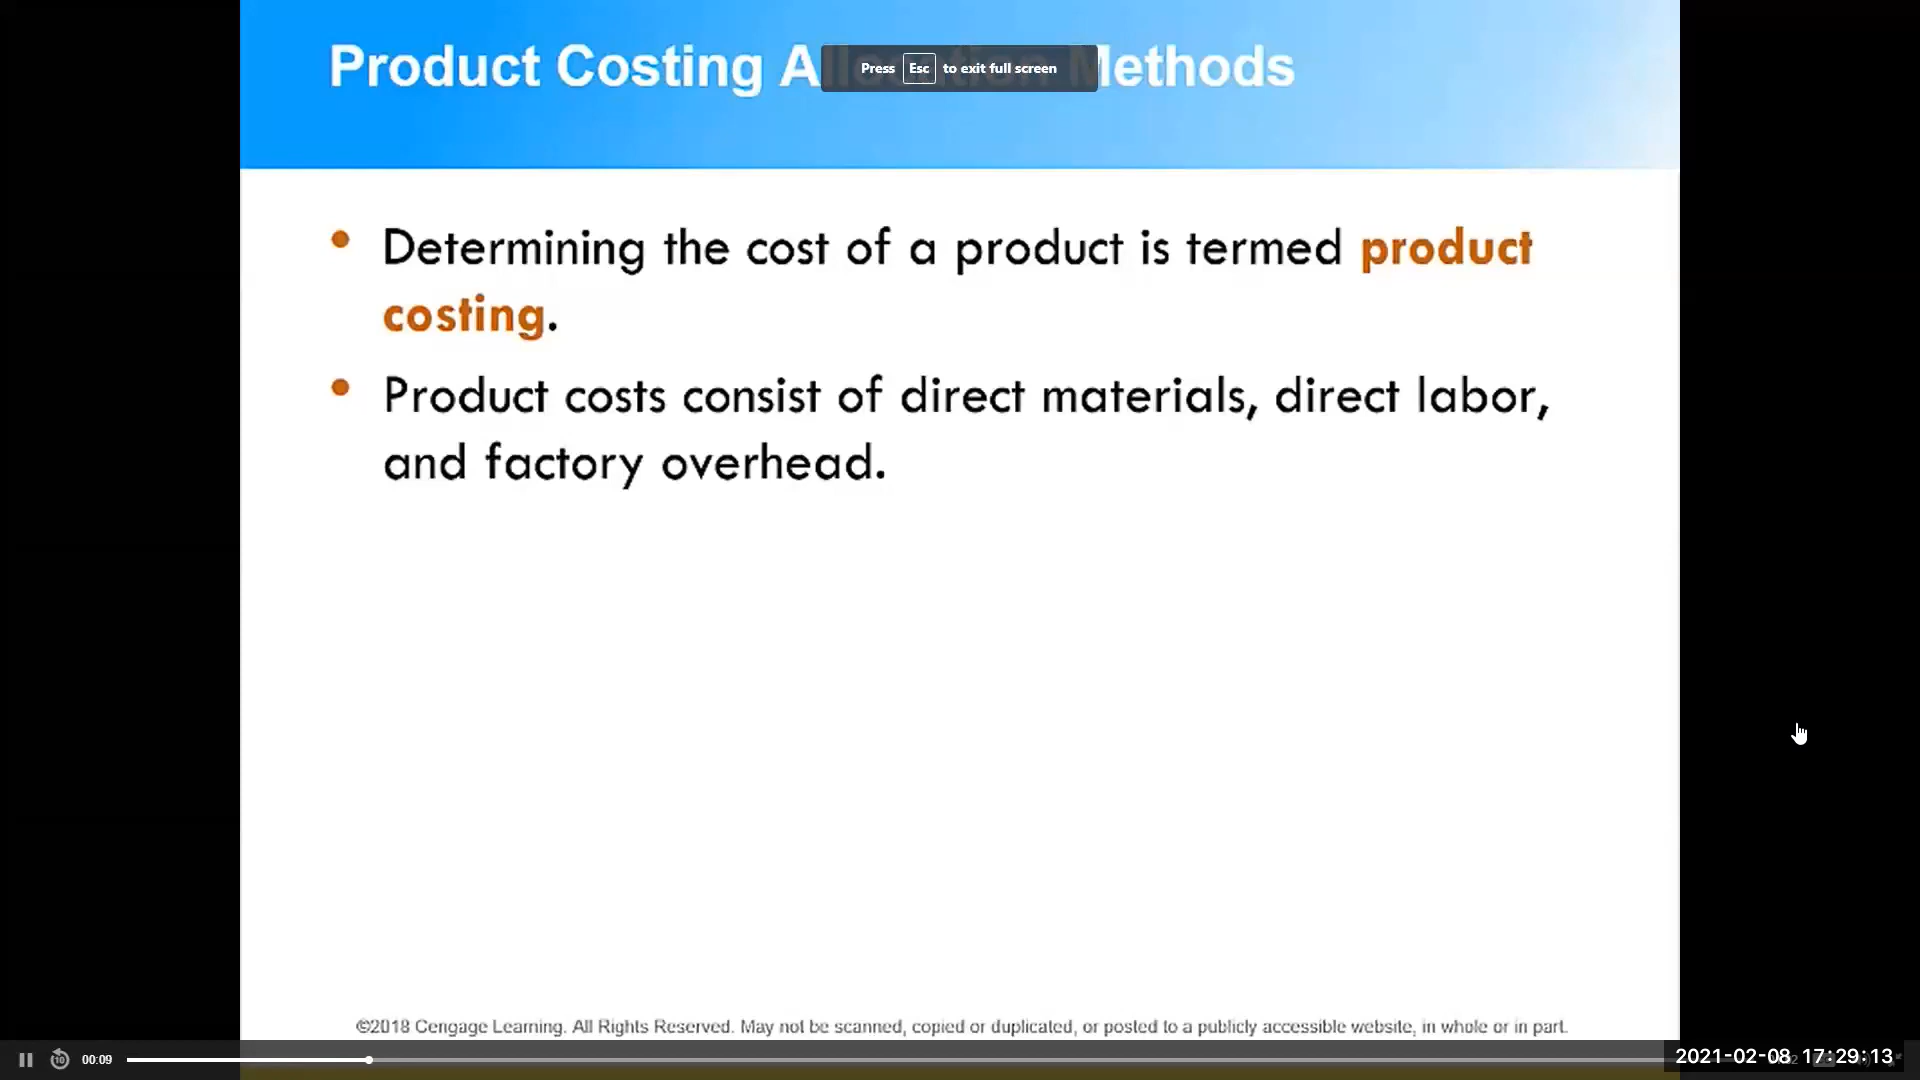 Product Costing A Methods
Press Esc to exit full screen
Determining the cost of a product is termed product
costing.
Product costs consist of direct materials, direct labor,
and factory overhead.
©2018 Cengage Learning. All Rights Reserved. May not be scanned, copied or duplicated, or posted to a publicly accessible website, in whole or in part.
10 00:09
2021-02-08 17:29:13